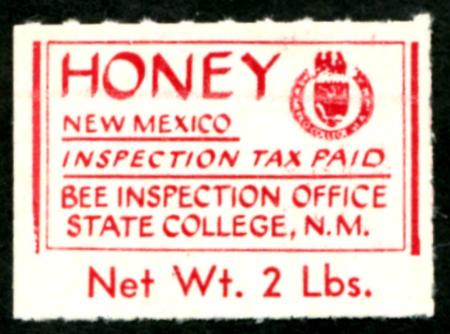 HONEY
NEW MEXICO
INSPECTION TAX PAID
BEE INSPECTION OFFICE
STATE COLLEGE, N.M.
Net Wt. 2 Lbs.